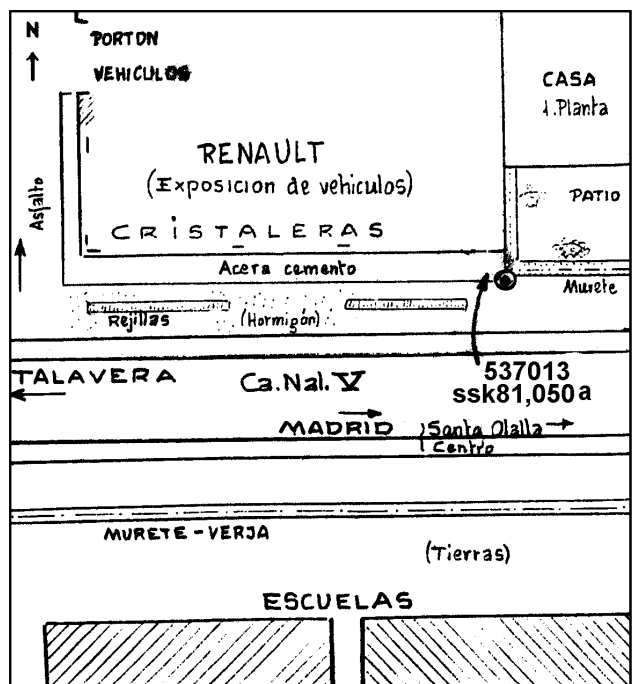 N
PORTON
VEHICULOS
CASA
1.Planta
RENAULT
(Exposicion de vehiculos)
PATIO
Asfalto
CRISTALERAS
Acera cemento
Murete
Rejillas
(Hormigón)
TALAVERA
Ca.Nal. V
537013
ssk81,050a
MADRID
Santa Olalla
Centro
MURETE-VERJA
(Tierras)
ESCUELAS